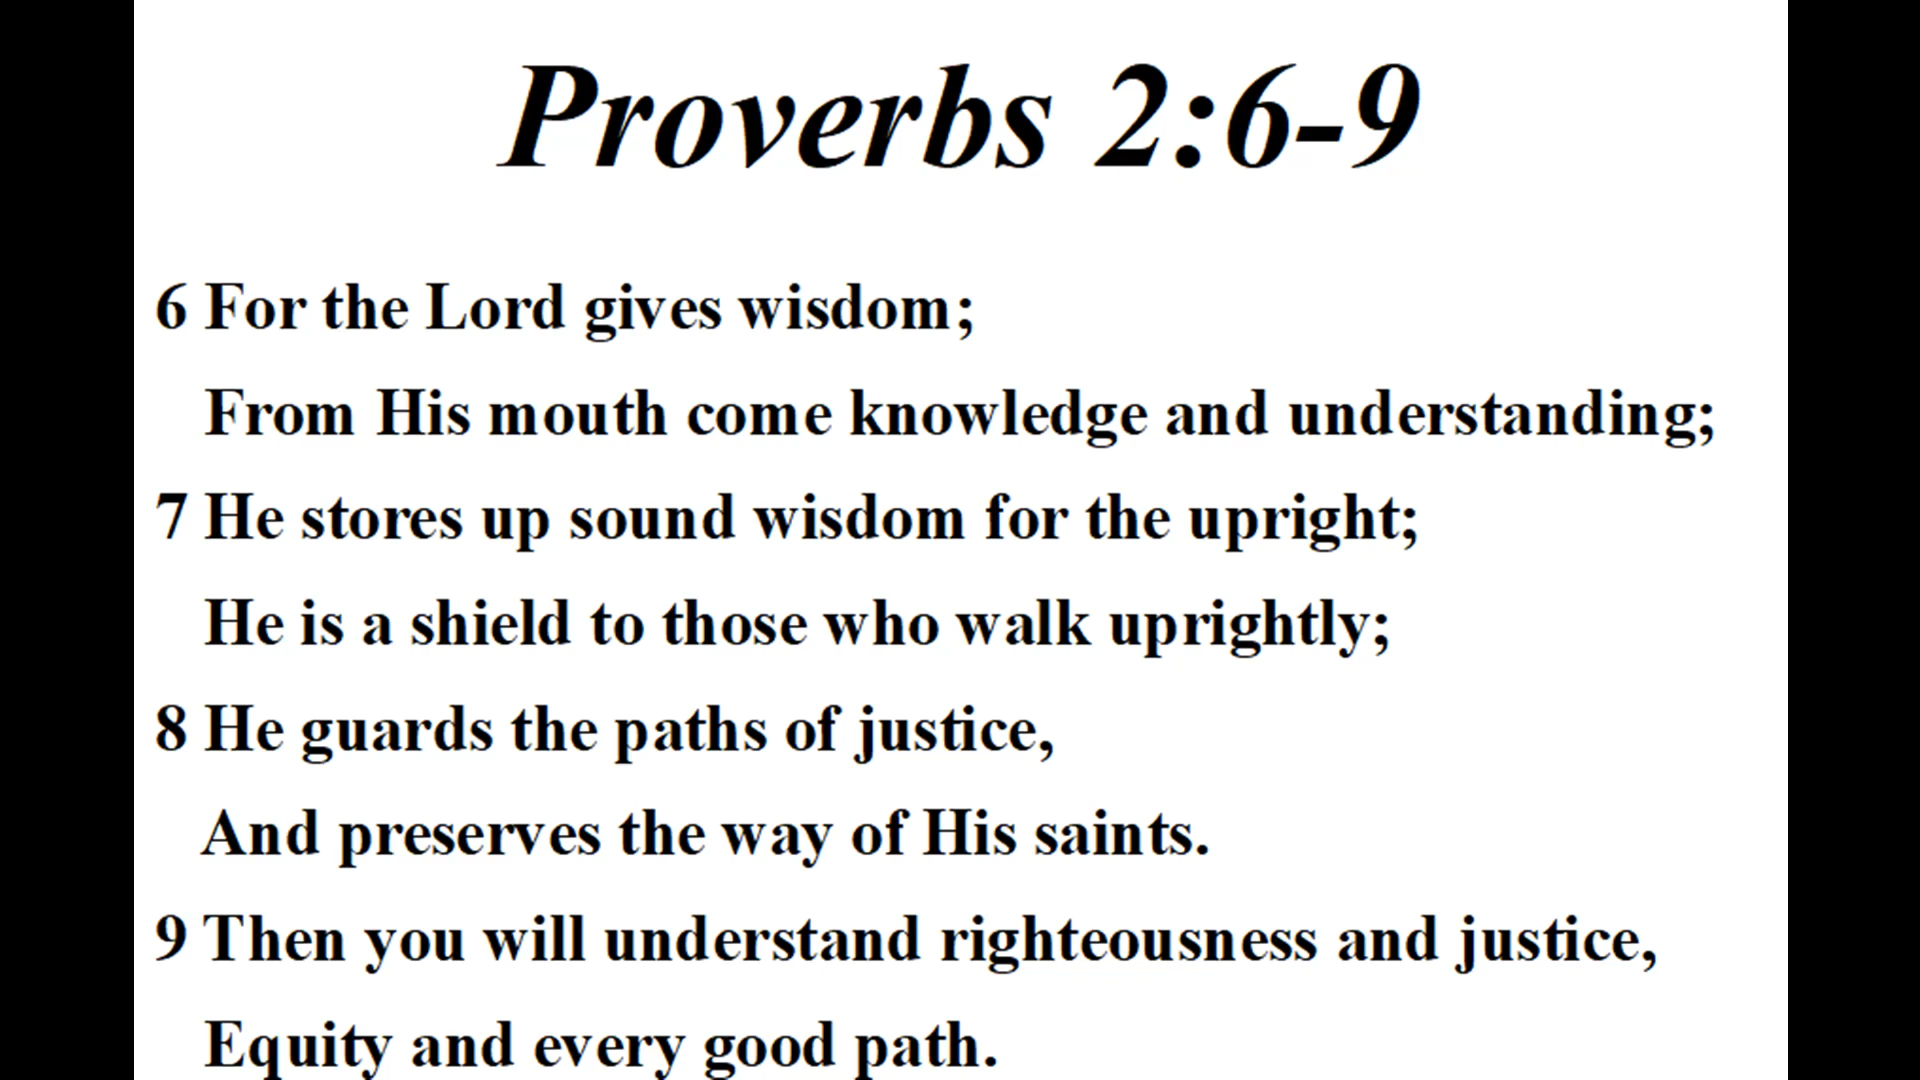 Proverbs 2:6-9
6 For the Lord gives wisdom;
From His mouth come knowledge and understanding;
7 He stores up sound wisdom for the upright;
He is a shield to those who walk uprightly;
8 He guards the paths of justice,
And preserves the way of His saints.
9 Then you will understand righteousness and justice,
Equity and every good path.